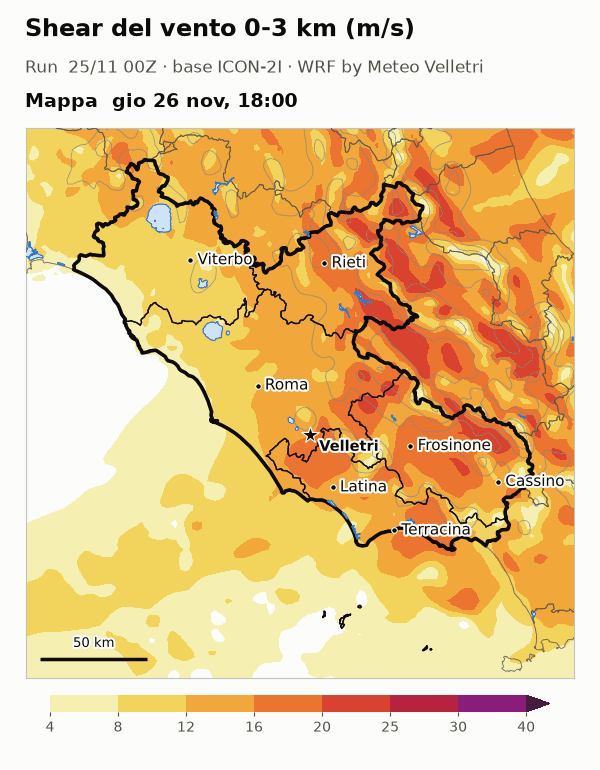 Shear del vento 0-3 km (m/s)
Run  25/11 00Z · base ICON-2I · WRF by Meteo Velletri
Mappa  gio 26 nov, 18:00
Viterbo
Rieti
Roma
Velletri
Frosinone
Cassino
Latina
Terracina
50 km
4 8 12 16 20 25 30 40